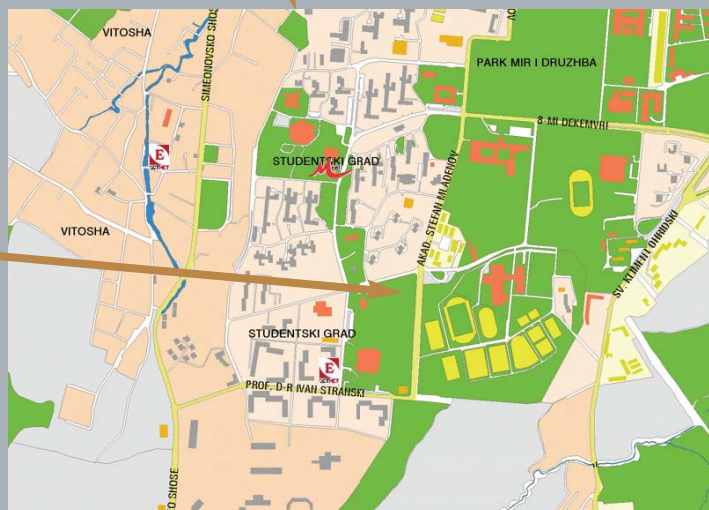 VITOSHA
SIMEONOVSKO SHOSE
PARK MIR I DRUZHBA
8-MI DEKEMVRI
E
STUDENTSKI GRAD
AKAD. STEFAN MLADENOV
VITOSHA
SV. KLIMENT OHRIDSKI
STUDENTSKI GRAD
E
PROF. D-R IVAN STRANSKI
O SHOSE
OV